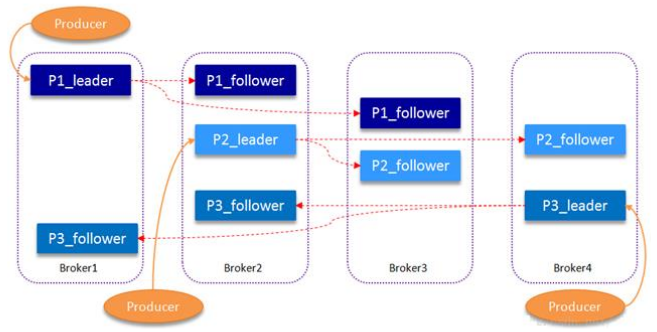 Producer
P1_leader
P1_follower
P1_follower
P2_leader
P2_follower
P2_follower
P3_follower
P3_leader
P3_follower
Broker1
Broker2
Broker3
Broker4
Producer
Producer